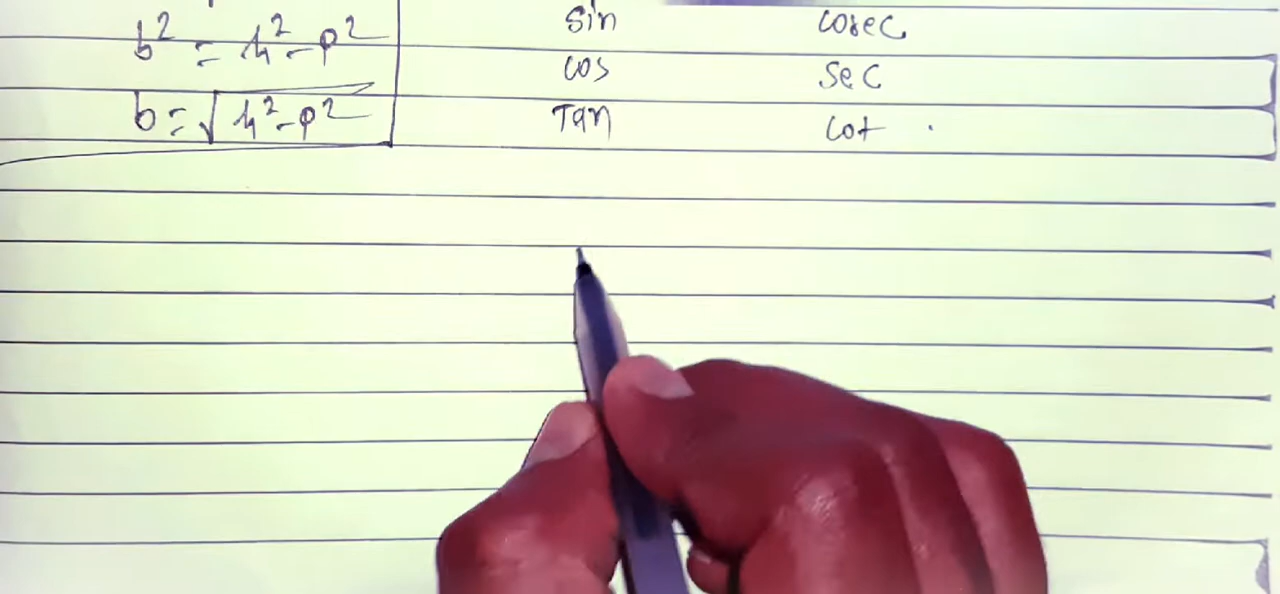 b² = h²-p²
b=√h²-p²
sin cosec
cos sec
Tan cot .